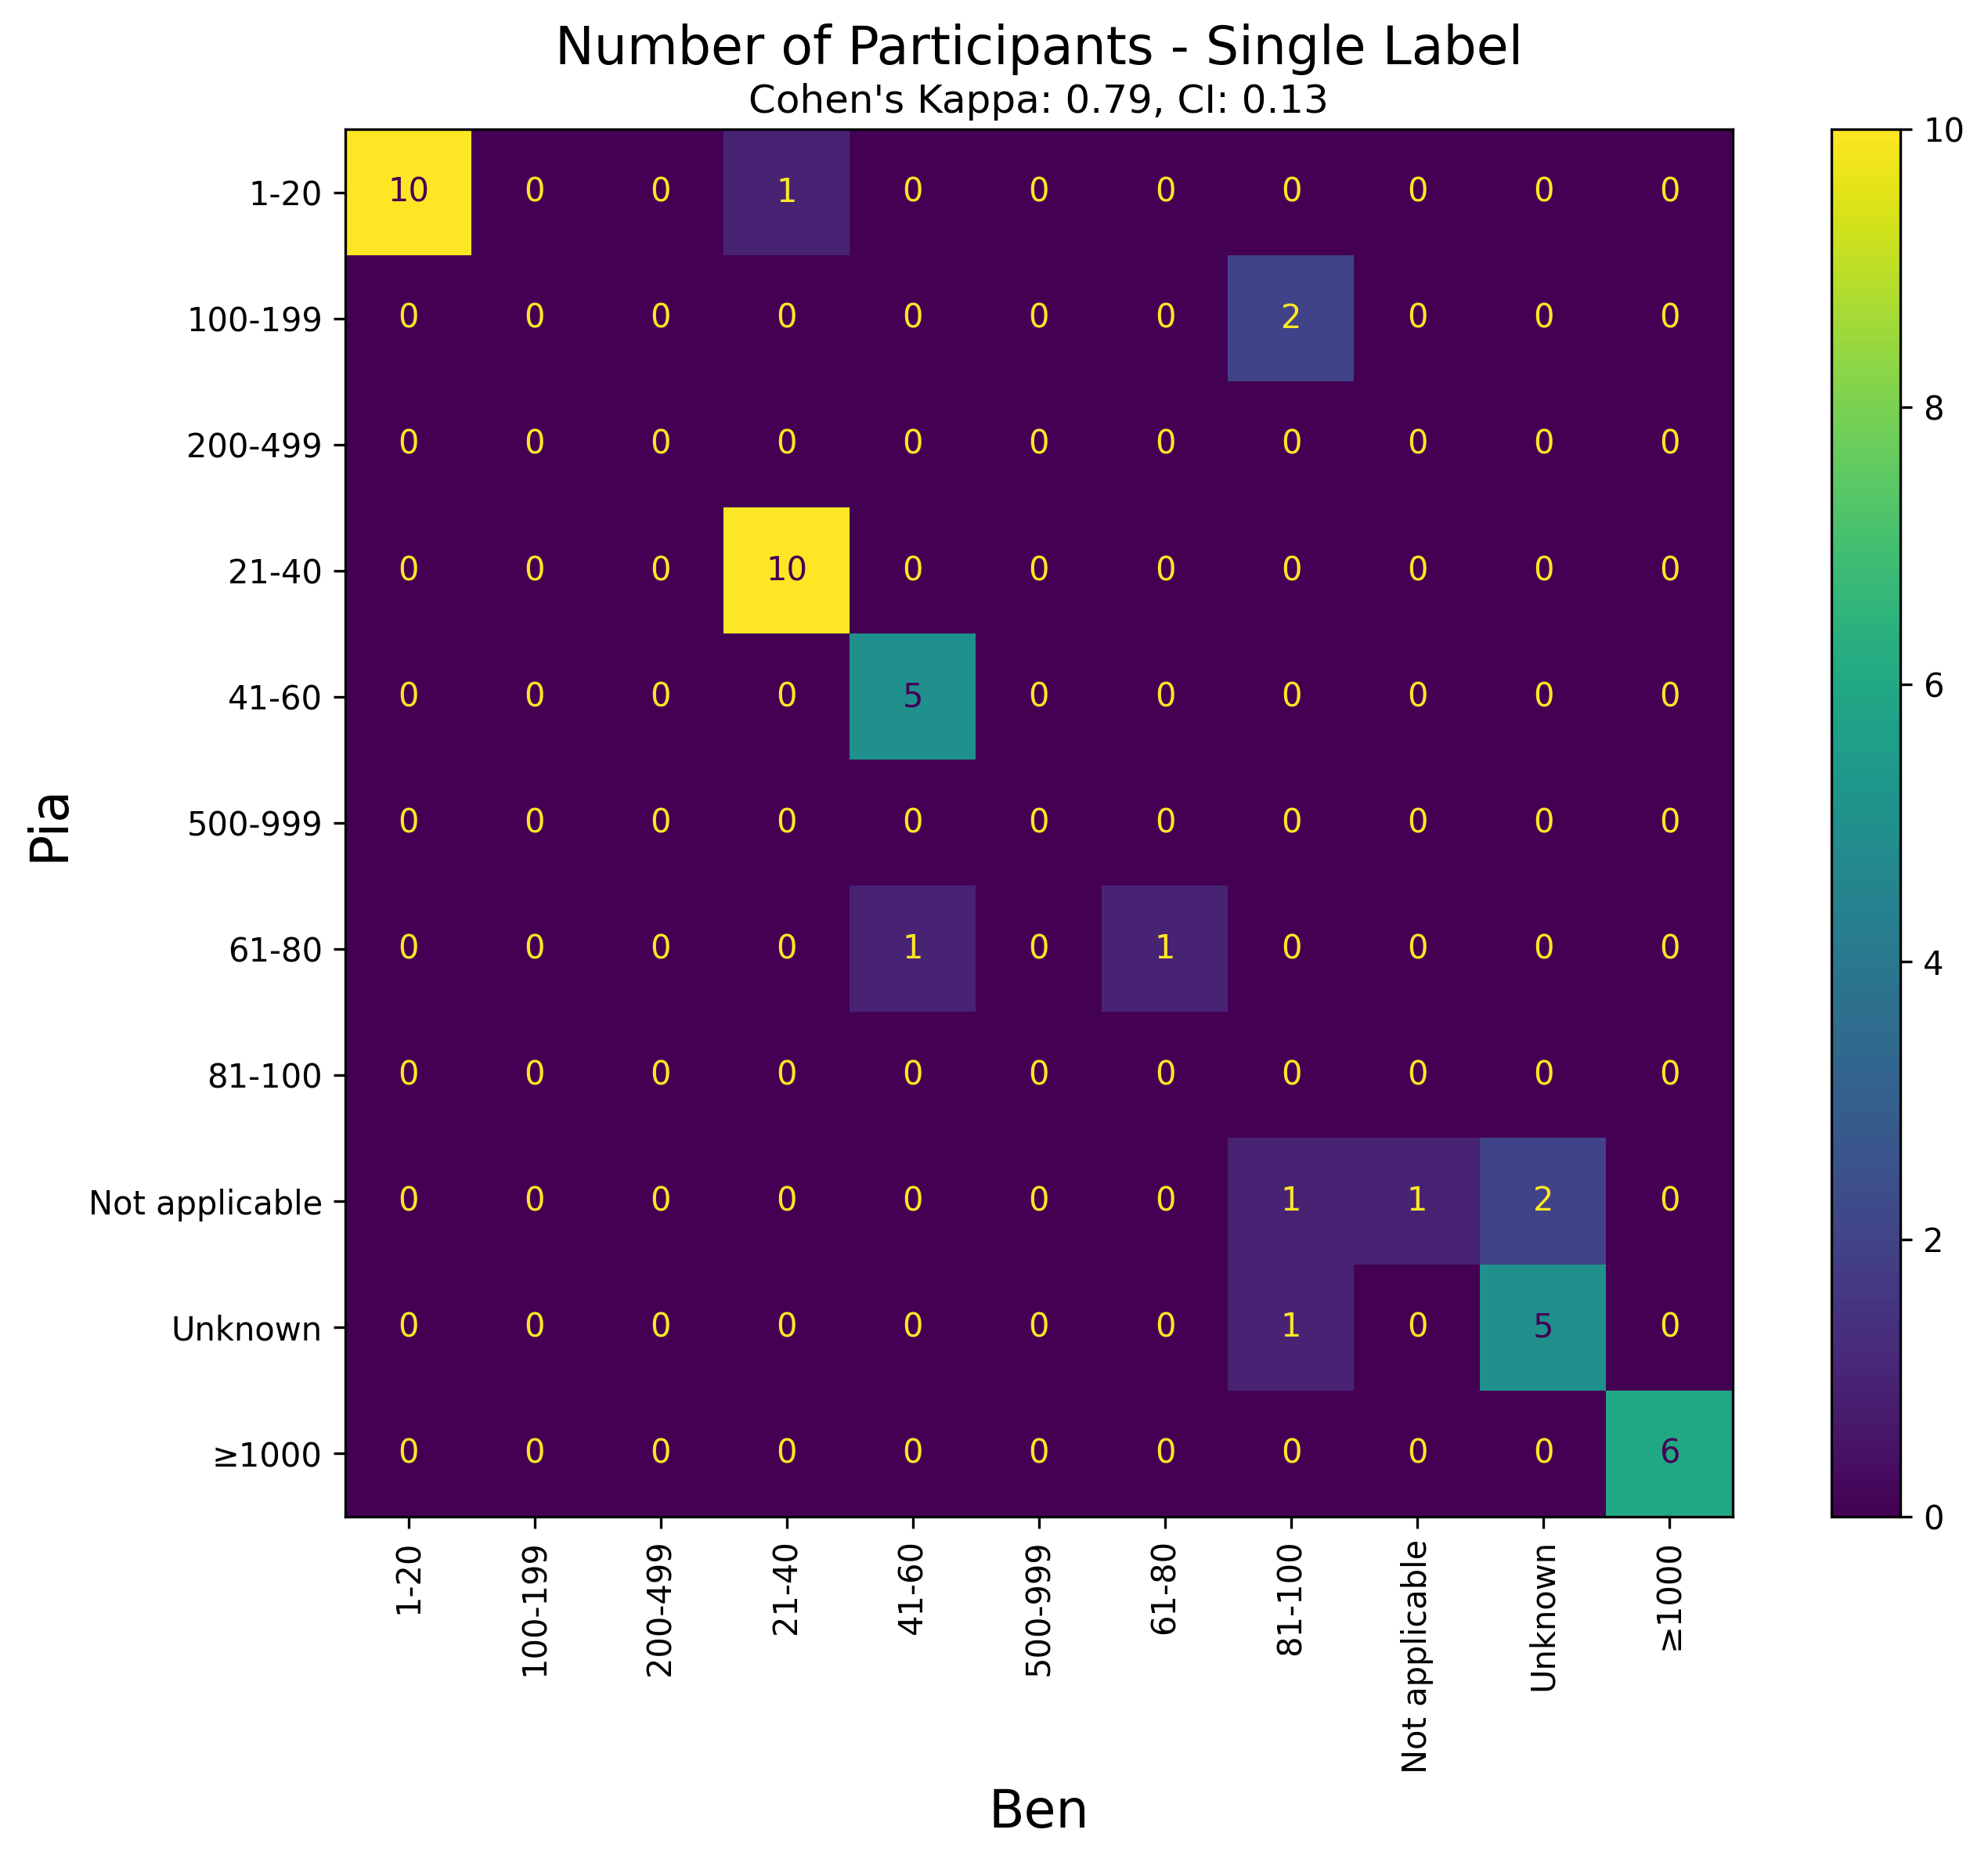 Number of Participants - Single Label
Cohen's Kappa: 0.79, CI: 0.13
1-20 10 0 0 1 0 0 0 0 0 0 0
100-199 0 0 0 0 0 0 0 2 0 0 0
200-499 0 0 0 0 0 0 0 0 0 0 0
21-40 0 0 0 10 0 0 0 0 0 0 0
41-60 0 0 0 0 5 0 0 0 0 0 0
500-999 0 0 0 0 0 0 0 0 0 0 0
61-80 0 0 0 0 1 0 1 0 0 0 0
81-100 0 0 0 0 0 0 0 0 0 0 0
Not applicable 0 0 0 0 0 0 0 1 1 2 0
Unknown 0 0 0 0 0 0 0 1 0 5 0
≥1000 0 0 0 0 0 0 0 0 0 0 6
Pia
1-20
100-199
200-499
21-40
41-60
500-999
61-80
81-100
Not applicable
Unknown
≥1000
Ben
10
8
6
4
2
0